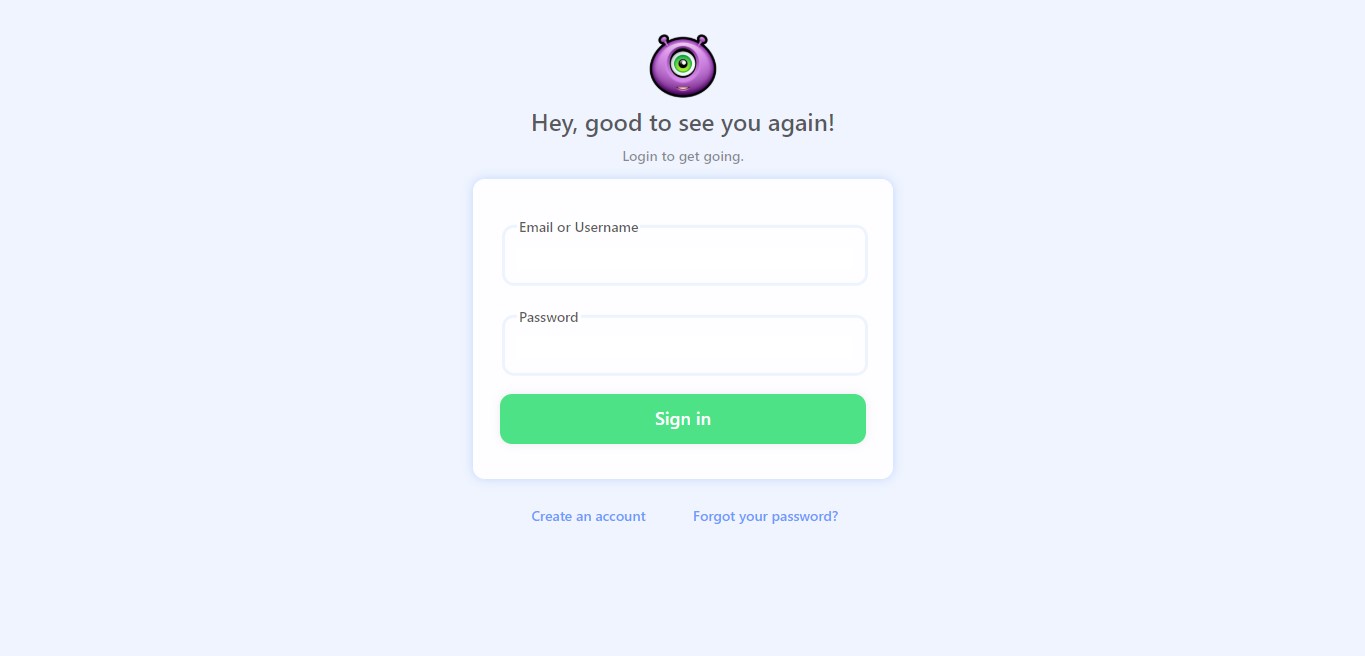 Hey, good to see you again!
Login to get going.
Email or Username
Password
Sign in
Create an account
Forgot your password?